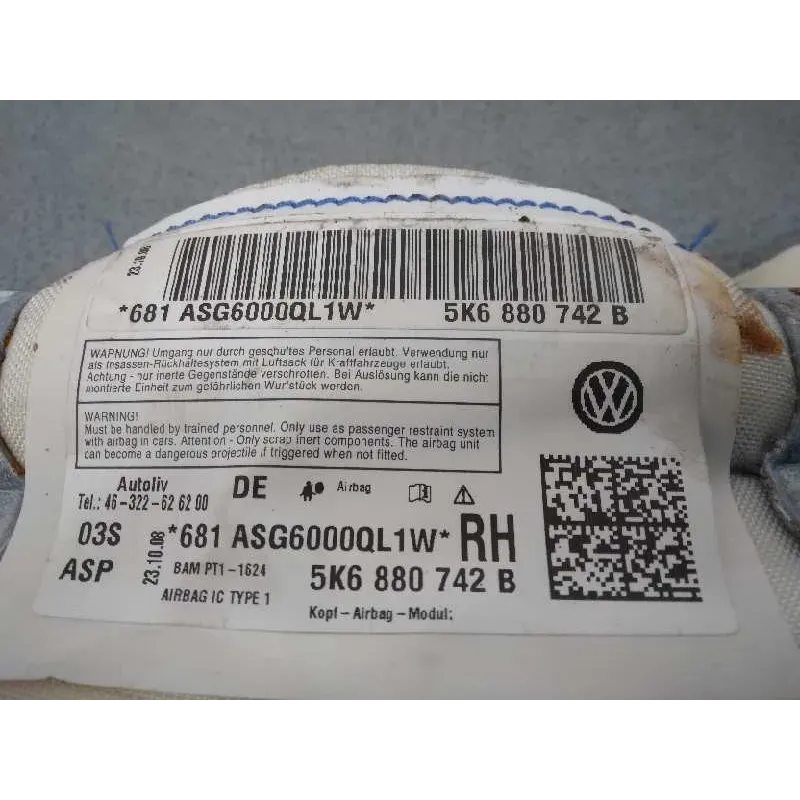 23.10.08
*681 ASG6000QL1W*
5K6 880 742 B
WARNUNG! Umgang nur durch geschultes Personal erlaubt. Verwendung nur
als Insassen-Rückhaltesystem mit Luftsack für Kraftfahrzeuge erlaubt.
Achtung - nur inerte Gegenstände verschrotten. Bei Auslösung kann die nicht
montierte Einheit zum gefährlichen Wurfstück werden.
WARNING!
Must be handled by trained personnel. Only use as passenger restraint system
with airbag in cars. Attention - Only scrap inert components. The airbag unit
can become a dangerous projectile if triggered when not fitted.
Autoliv
Tel.: 46-322-626200
DE
Airbag
03S
ASP
23.10.08
*681 ASG6000QL1W*
RH
BAM PT1-1624
5K6 880 742 B
AIRBAG IC TYPE 1
Kopf-Airbag-Modul: